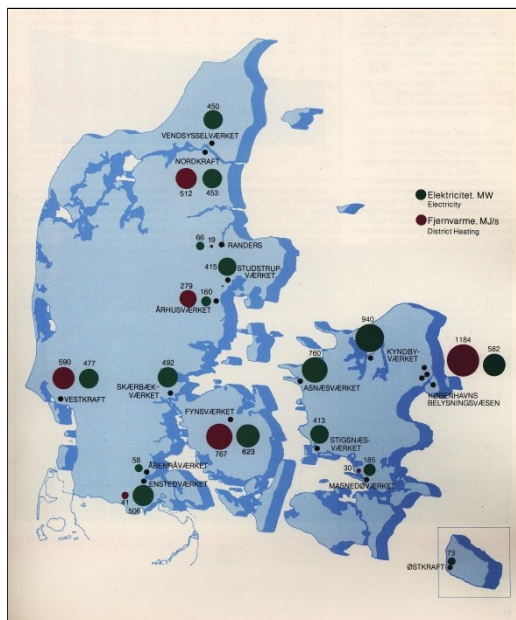 450
VENDSYSSELVÆRKET
NORDKRAFT
512
453
Elektricitet. MW
Electricity
Fjernvarme. MJ/s
District Heating
66
19
RANDERS
415
STUDSTRUP-
VÆRKET
279
160
ÅRHUSVÆRKET
940
KYNDBY-
VÆRKET
1184
582
760
ASNÆSVÆRKET
KØBENHAVNS
BELYSNINGSVÆSEN
590
477
VESTKRAFT
492
SKÆRBÆK-
VÆRKET
FYNSVÆRKET
767
623
413
STIGSNÆS-
VÆRKET
30
185
MASNEDØVÆRKET
58
ÅBENRÅVÆRKET
ENSTEDVÆRKET
41
506
73
ØSTKRAFT